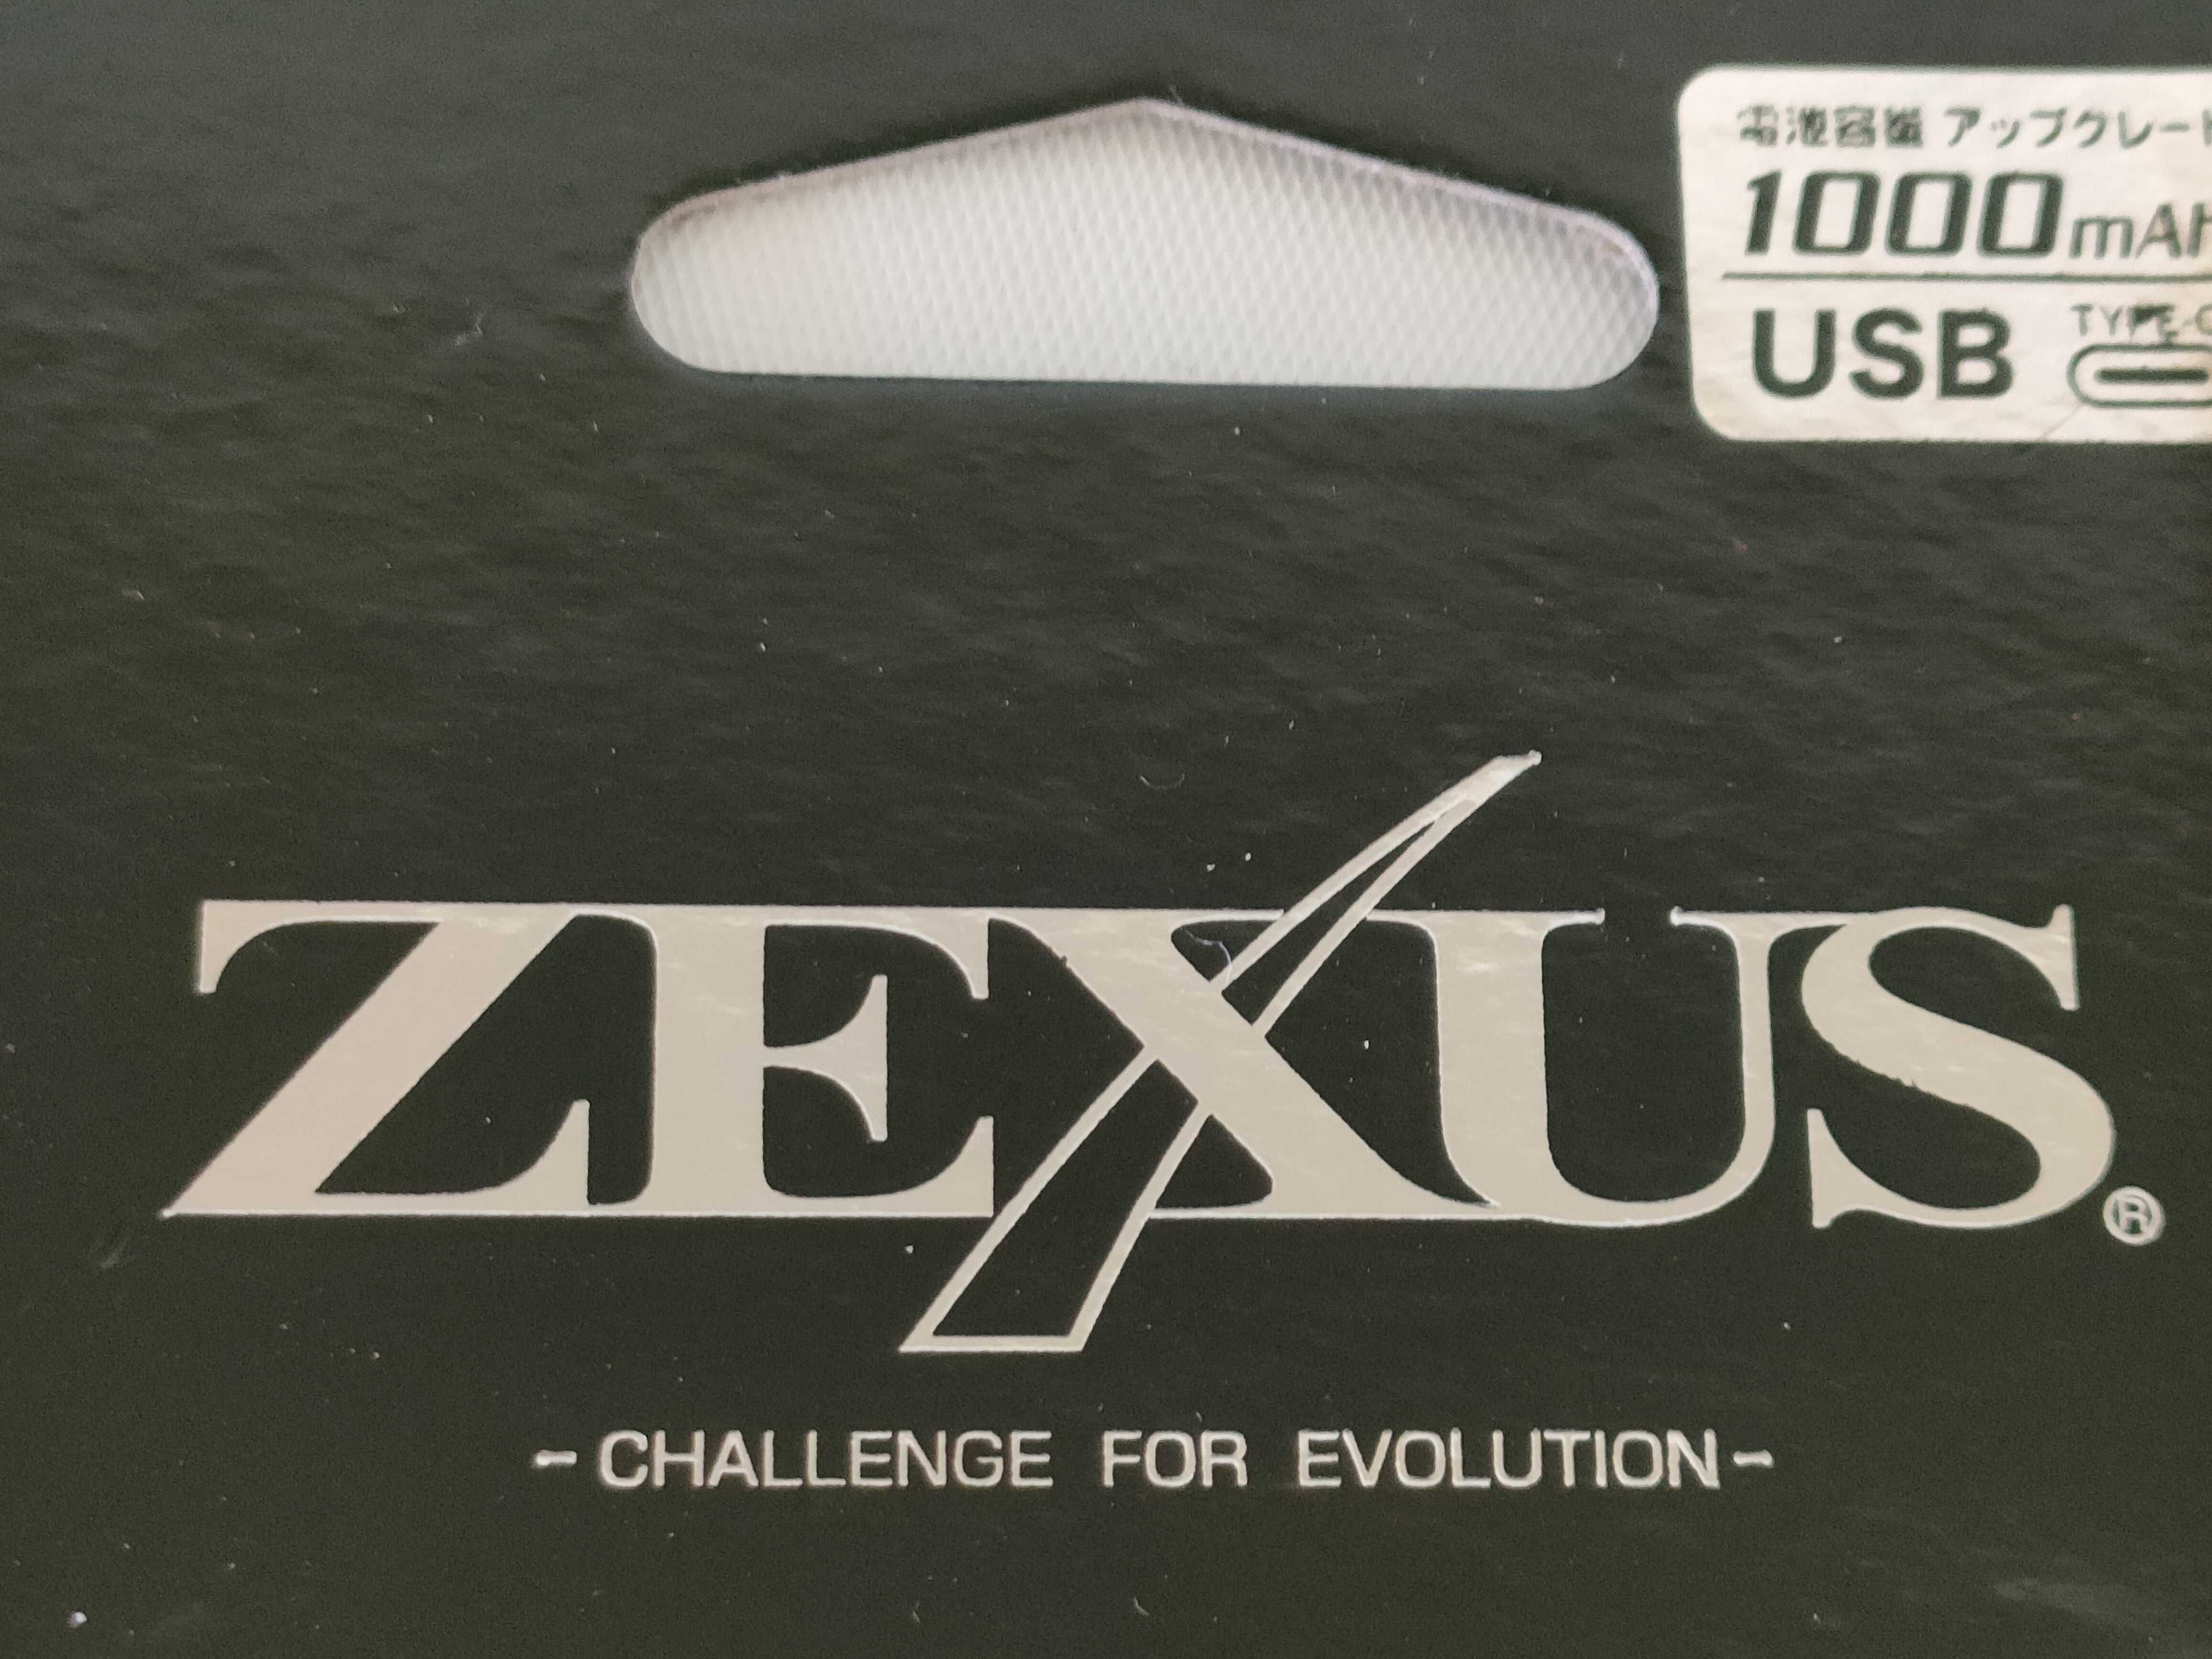 電池容量 アップグレード
1000mAh
USB TYPE-C
ZEXUS®
-CHALLENGE FOR EVOLUTION-